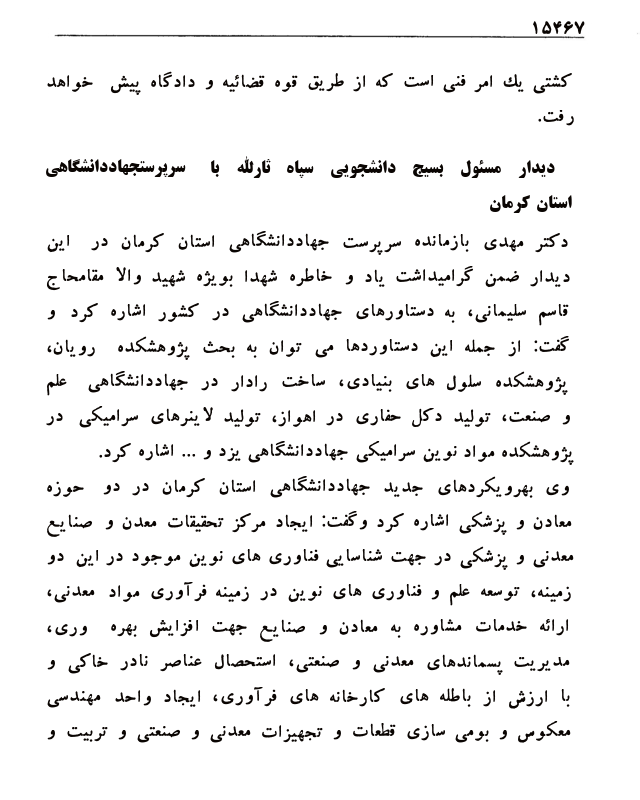 ۱۵۴۶۷
کشتی یك امر فنی است که از طریق قوه قضائیه و دادگاه پیش خواهد
رفت.
دیدار مسئول بسیج دانشجویی سپاه ثارلله با سرپرستجهاددانشگاهی
استان کرمان
دکتر مهدی بازمانده سرپرست جهاددانشگاهی استان کرمان در این
دیدار ضمن گرامیداشت یاد و خاطره شهدا بویژه شهید والا مقامحاج
قاسم سلیمانی، به دستاورهای جهاددانشگاهی در کشور اشاره کرد و
گفت: از جمله این دستاوردها می توان به بحث پژوهشکده رویان،
پژوهشکده سلول های بنیادی، ساخت رادار در جهاددانشگاهی علم
و صنعت، تولید دکل حفاری در اهواز، تولید لاینرهای سرامیکی در
پژوهشکده مواد نوین سرامیکی جهاددانشگاهی یزد و ... اشاره کرد.
وی بهرویکردهای جدید جهاددانشگاهی استان کرمان در دو حوزه
معادن و پزشکی اشاره کرد وگفت: ایجاد مرکز تحقیقات معدن و صنایع
معدنی و پزشکی در جهت شناسایی فناوری های نوین موجود در این دو
زمینه، توسعه علم و فناوری های نوین در زمینه فرآوری مواد معدنی،
ارائه خدمات مشاوره به معادن و صنایع جهت افزایش بهره وری،
مدیریت پسماندهای معدنی و صنعتی، استحصال عناصر نادر خاکی و
با ارزش از باطله های کارخانه های فرآوری، ایجاد واحد مهندسی
معکوس و بومی سازی قطعات و تجهیزات معدنی و صنعتی و تربیت و